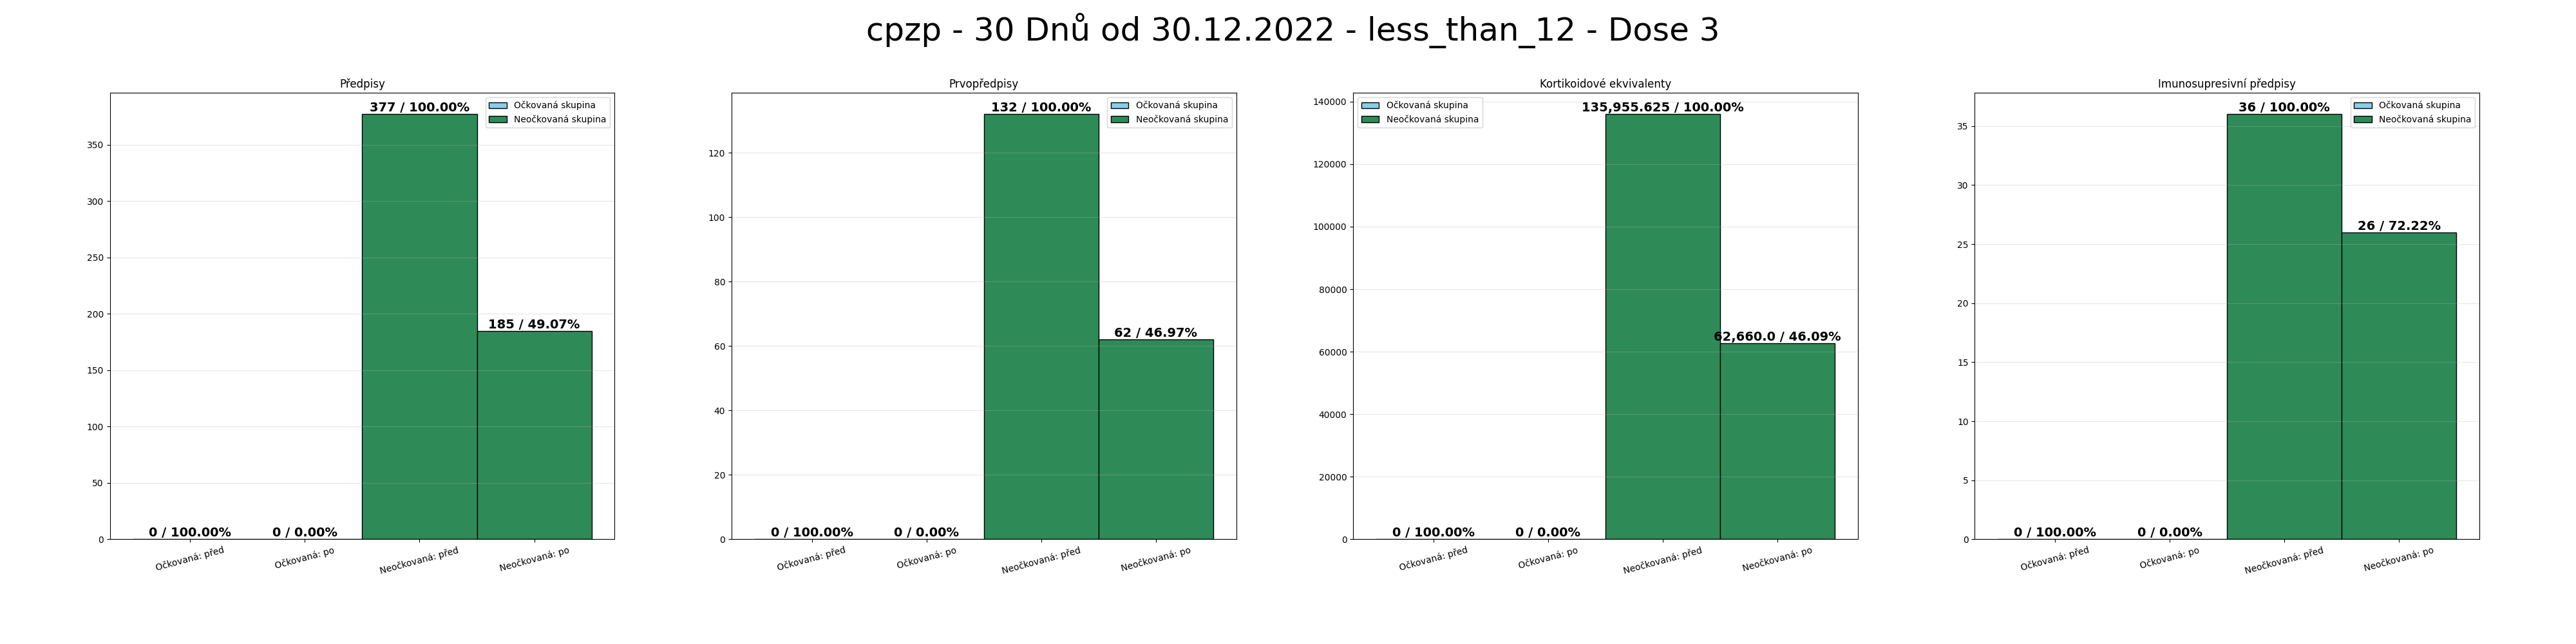 cpzp - 30 Dnů od 30.12.2022 - less_than_12 - Dose 3
Předpisy
377 / 100.00%
Očkovaná skupina
Neočkovaná skupina
350
300
250
200
185 / 49.07%
150
100
50
0
0 / 100.00%
0 / 0.00%
Očkovaná: před
Očkovaná: po
Neočkovaná: před
Neočkovaná: po
Prvopředpisy
132 / 100.00%
Očkovaná skupina
Neočkovaná skupina
120
100
80
60
62 / 46.97%
40
20
0
0 / 100.00%
0 / 0.00%
Očkovaná: před
Očkovaná: po
Neočkovaná: před
Neočkovaná: po
Kortikoidové ekvivalenty
140000
Očkovaná skupina
Neočkovaná skupina
135,955.625 / 100.00%
120000
100000
80000
60000
62,660.0 / 46.09%
40000
20000
0
0 / 100.00%
0 / 0.00%
Očkovaná: před
Očkovaná: po
Neočkovaná: před
Neočkovaná: po
Imunosupresivní předpisy
36 / 100.00%
Očkovaná skupina
Neočkovaná skupina
35
30
25
26 / 72.22%
20
15
10
5
0
0 / 100.00%
0 / 0.00%
Očkovaná: před
Očkovaná: po
Neočkovaná: před
Neočkovaná: po